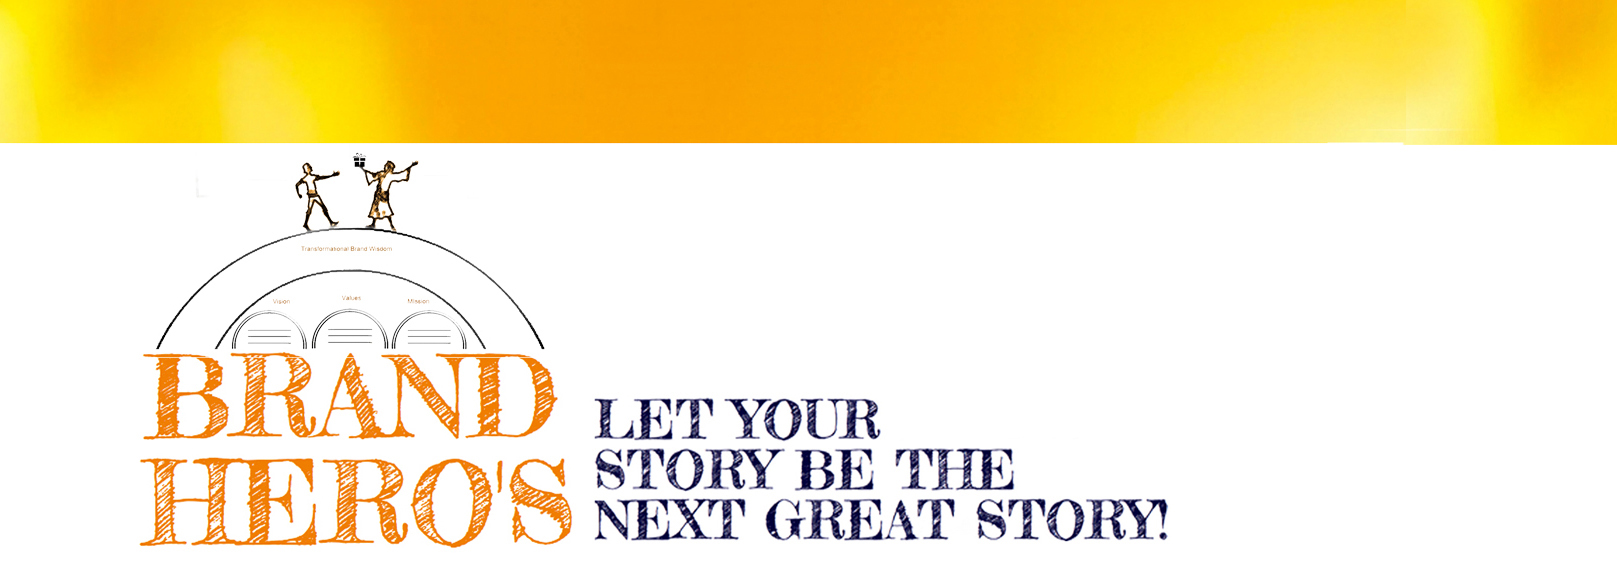 Transformational Brand Wisdom
Vision
Values
Mission
BRAND
HERO'S
LET YOUR
STORY BE THE
NEXT GREAT STORY!